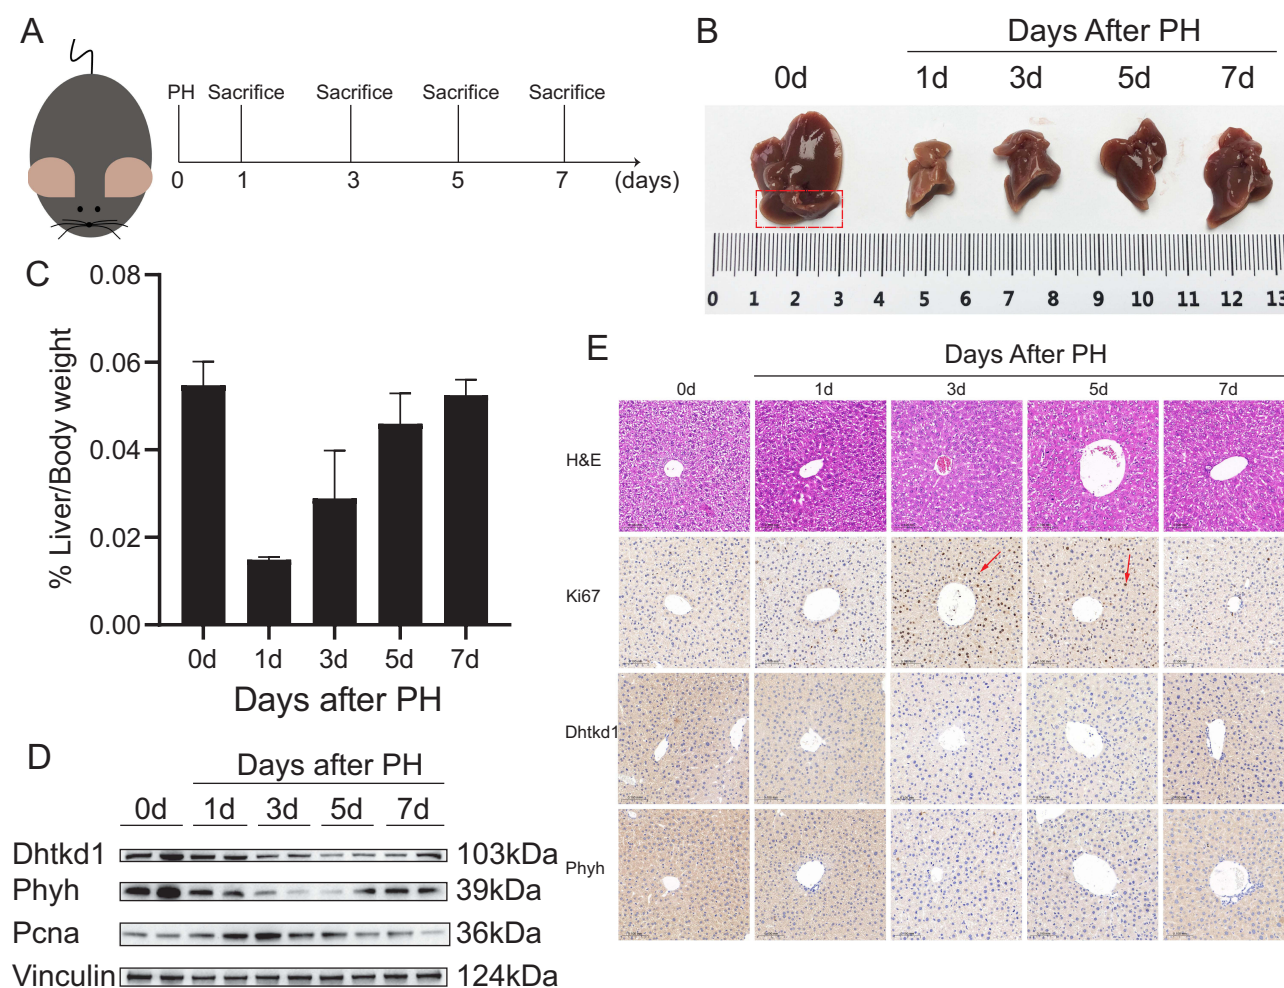 A
PH Sacrifice Sacrifice Sacrifice Sacrifice
0 1 3 5 7 (days)
B
Days After PH
0d 1d 3d 5d 7d
0 1 2 3 4 5 6 7 8 9 10 11 12 13
C
% Liver/Body weight
0.08
0.06
0.04
0.02
0.00
0d 1d 3d 5d 7d
Days after PH
D
Days after PH
0d 1d 3d 5d 7d
Dhtkd1 103kDa
Phyh 39kDa
Pcna 36kDa
Vinculin 124kDa
E
Days After PH
0d 1d 3d 5d 7d
H&E
Ki67
Dhtkd1
Phyh